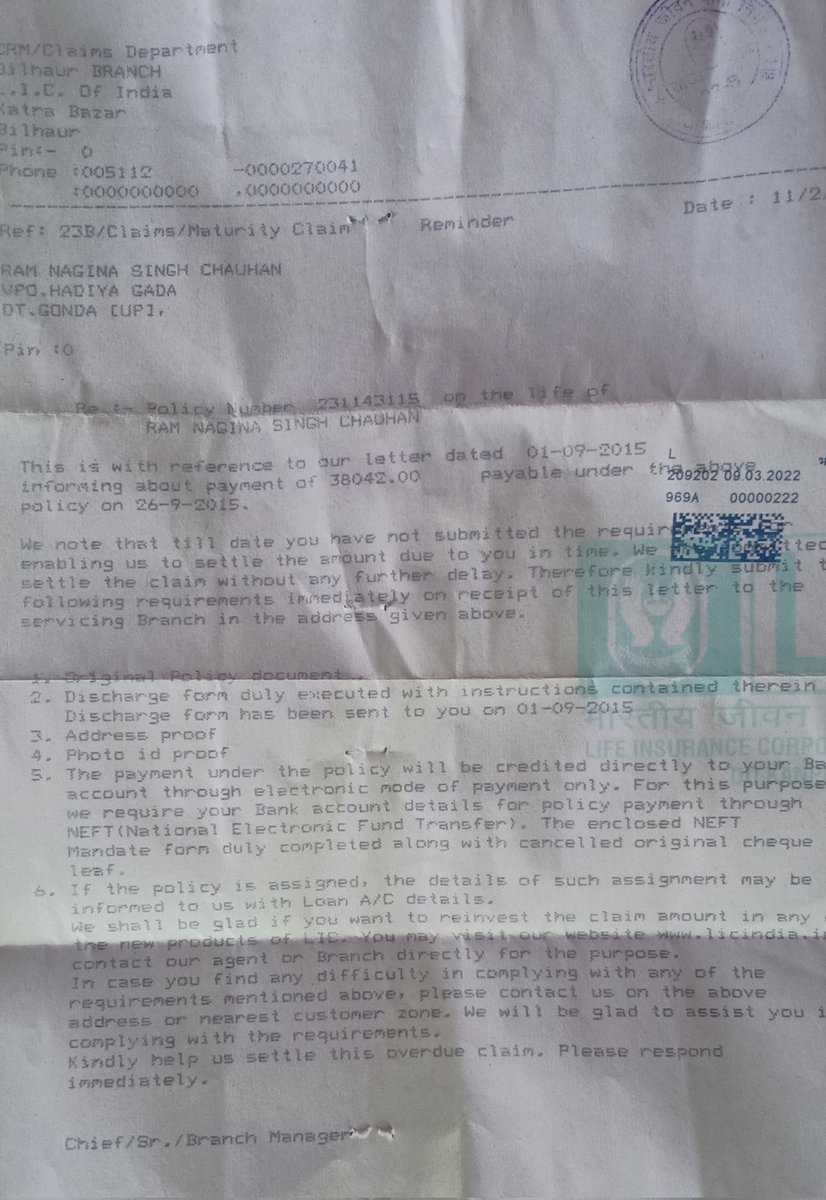 CRM/Claims Department
Bilhaur BRANCH
L.I.C. Of India
Katra Bazar
Bilhaur
Pin:- 0
Phone :005112 -0000270041
:0000000000 ,0000000000
Date : 11/2
Ref: 23B/Claims/Maturity Claim Reminder
RAM NAGINA SINGH CHAUHAN
VPO.HADIYA GADA
DT.GONDA [UP],
Pin :0
Re :- Policy Number 231143115 on the life of
RAM NAGINA SINGH CHAUHAN
This is with reference to our letter dated 01-09-2015
informing about payment of 38042.00 payable under the above
policy on 26-9-2015.
L
209202 09.03.2022
969A 00000222
We note that till date you have not submitted the
enabling us to settle the amount due to you in time. We
settle the claim without any further delay. Therefore kindly submit
following requirements immediately on receipt of this letter to the
servicing Branch in the address given above.
1. Original Policy document .
2. Discharge form duly executed with instructions contained therein
Discharge form has been sent to you on 01-09-2015
3. Address proof
4. Photo id proof
5. The payment under the policy will be credited directly to your
account through electronic mode of payment only. For this purpose
we require your Bank account details for policy payment through
NEFT(National Electronic Fund Transfer). The enclosed NEFT
Mandate form duly completed along with cancelled original cheque
leaf.
6. If the policy is assigned, the details of such assignment may be
informed to us with Loan A/C details.
We shall be glad if you want to reinvest the claim amount in any
the new products of LIC. You may visit our website www.licindia.i
contact our agent or Branch directly for the purpose.
In case you find any difficulty in complying with any of the
requirements mentioned above, please contact us on the above
address or nearest customer zone. We will be glad to assist you i
complying with the requirements.
Kindly help us settle this overdue claim. Please respond
immediately.
Chief/Sr./Branch Manager
भारतीय जीवन
LIFE INSURANCE CORPO